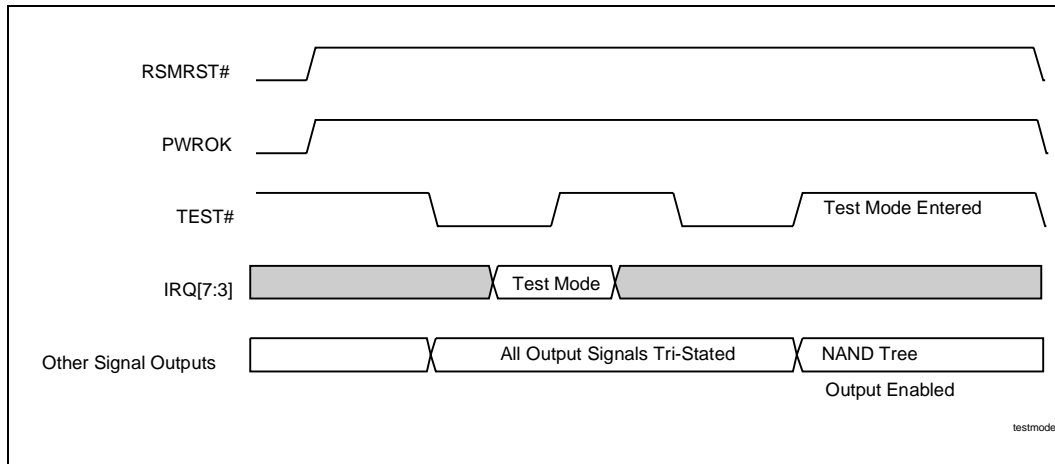 RSMRST#
PWROK
TEST#
Test Mode Entered
IRQ[7:3]
Test Mode
Other Signal Outputs
All Output Signals Tri-Stated
NAND Tree
Output Enabled
testmode